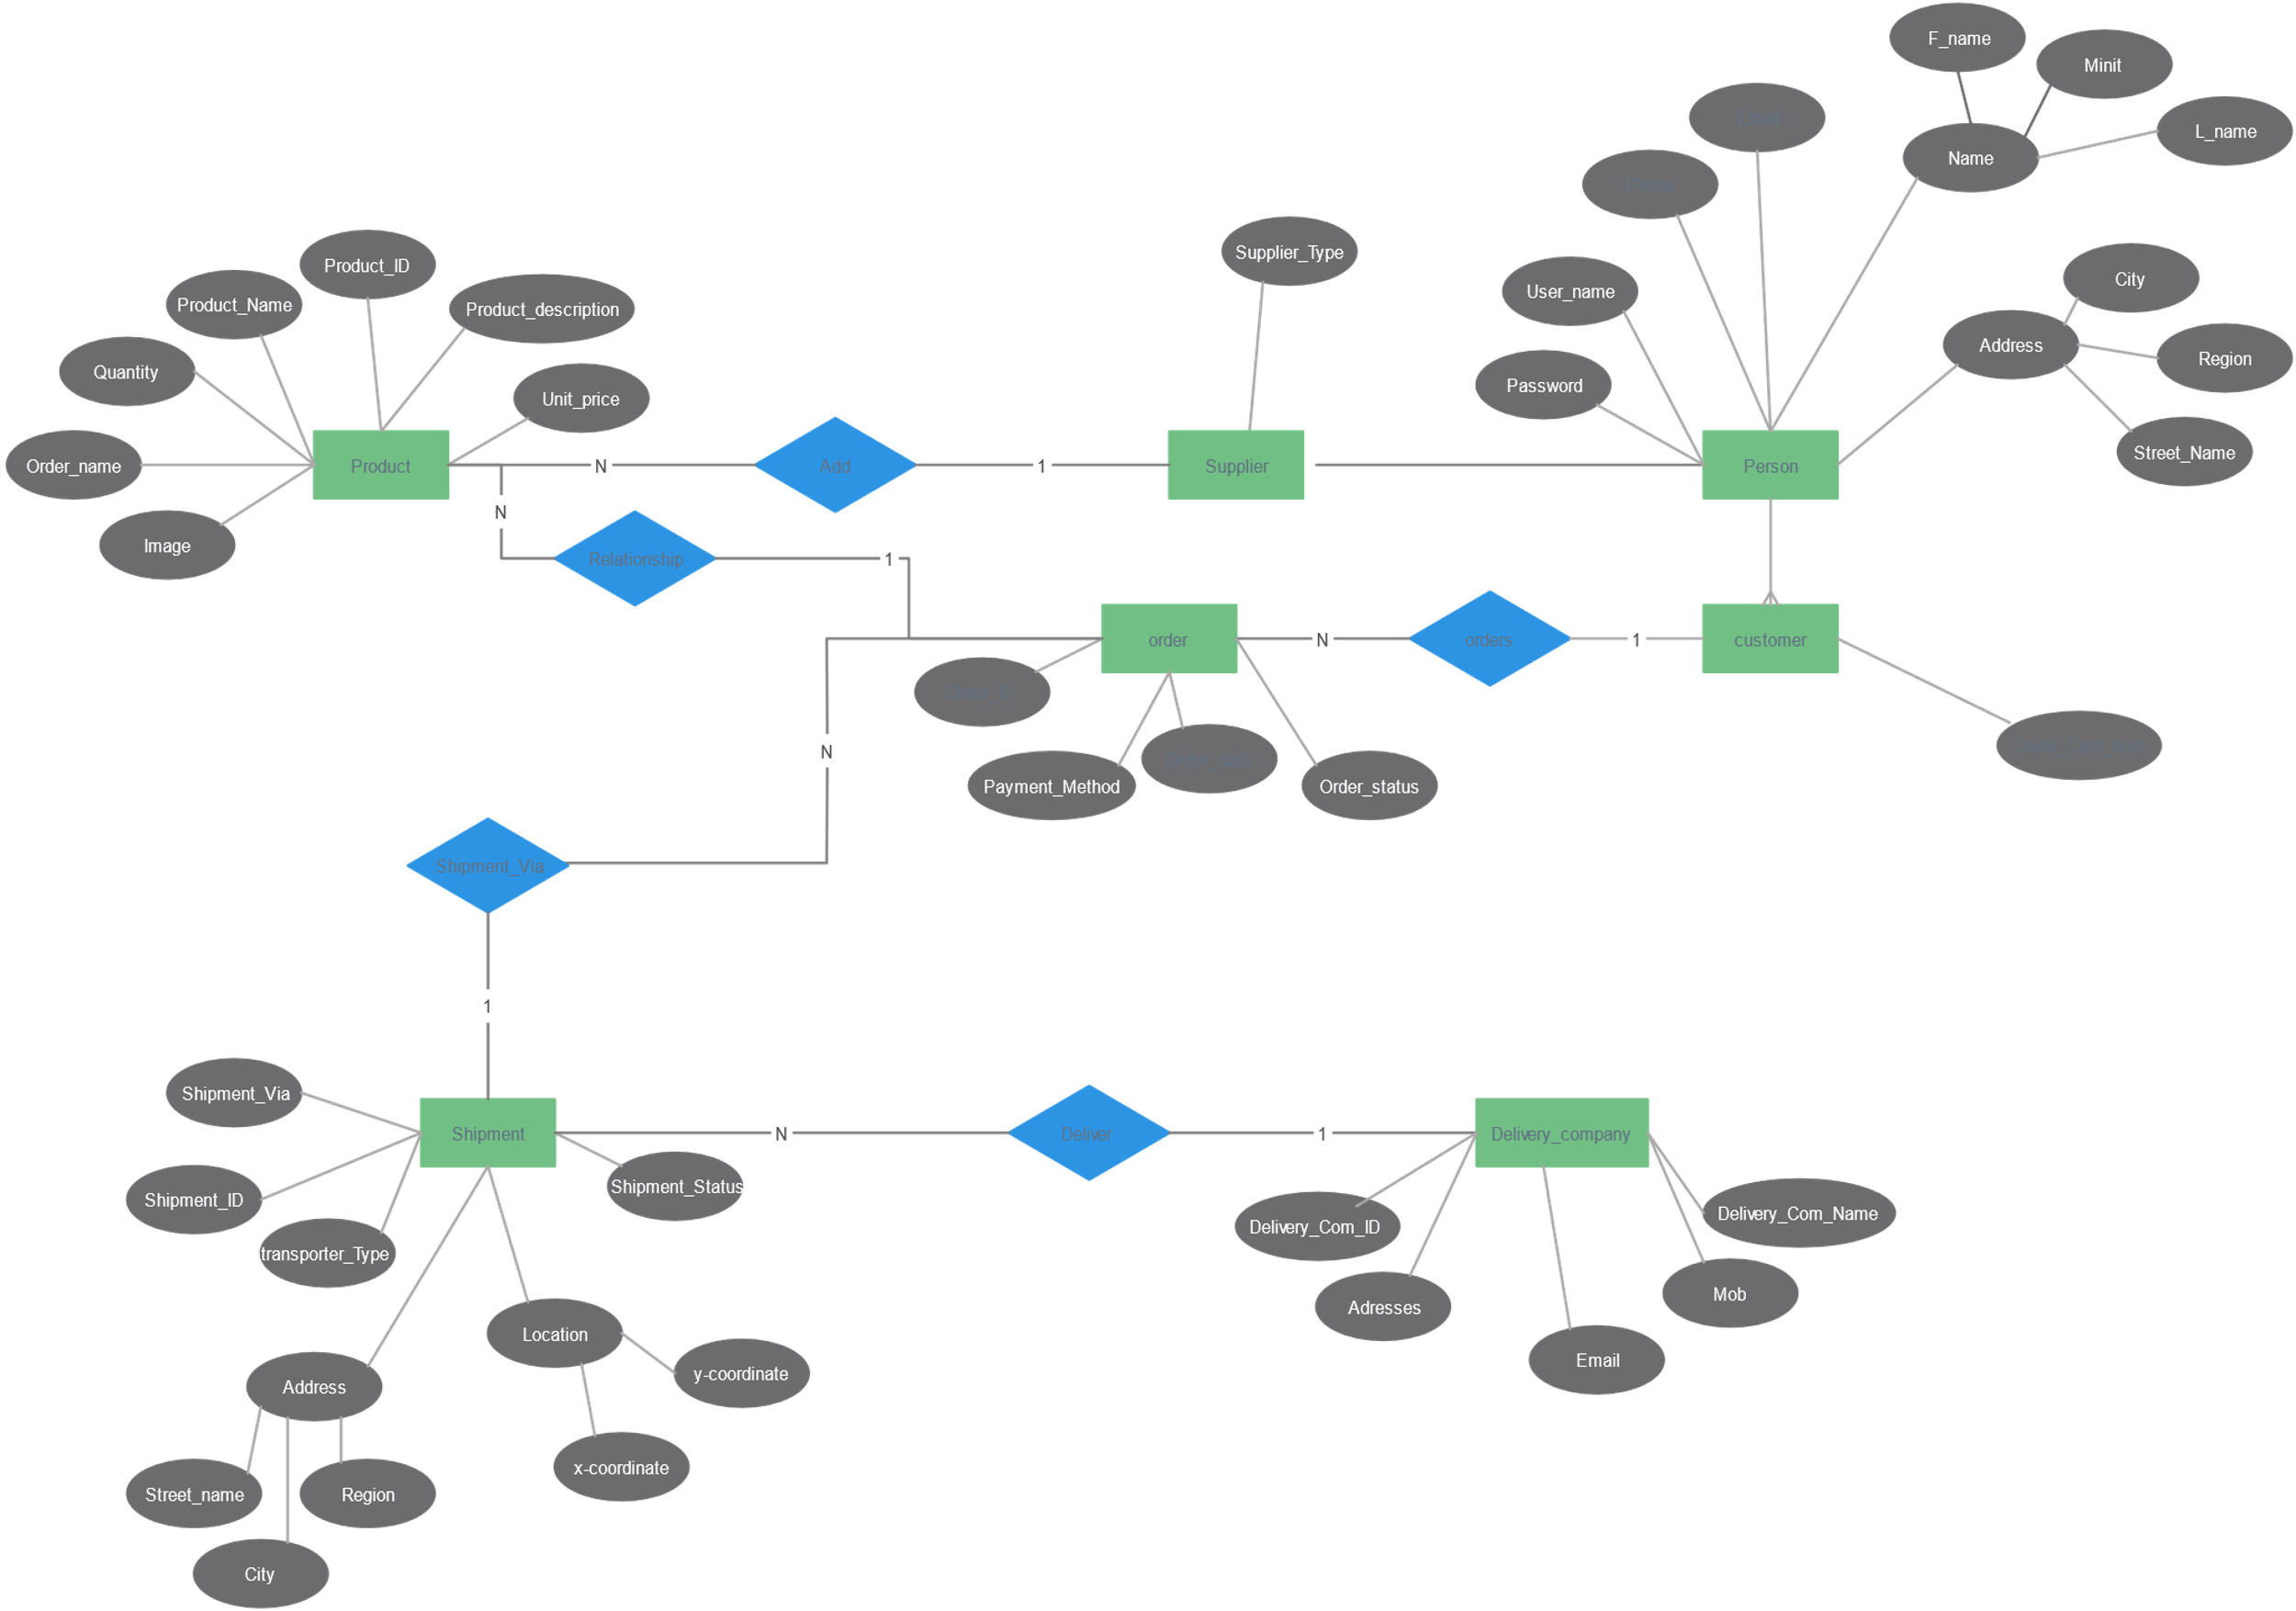 F_name
Minit
L_name
Name
Phone
Product_ID
Supplier_Type
City
Product_Name
Product_description
User_name
Address
Region
Quantity
Unit_price
Password
Street_Name
Order_name
Product
N
Add
1
Supplier
Person
N
Image
Relationship
1
order
N
orders
1
customer
N
Payment_Method
Order_status
Shipment_Via
1
Shipment_Via
Shipment
N
Deliver
1
Delivery_company
Shipment_ID
Shipment_Status
Delivery_Com_ID
Delivery_Com_Name
transporter_Type
Adresses
Mob
Location
Email
y-coordinate
Address
x-coordinate
Street_name
Region
City